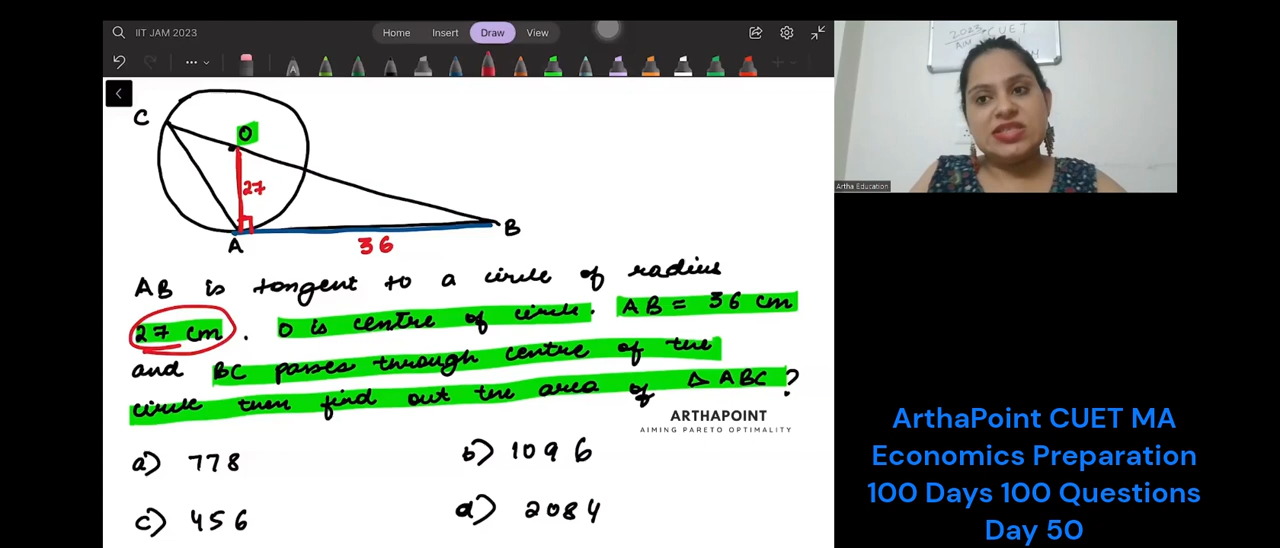 IIT JAM 2023
Home Insert Draw View
C
O
27
A
36
B
AB is tangent to a circle of radius
27 cm. O is centre of circle. AB = 36 cm
and BC passes through centre of the
circle then find out the area of Δ ABC?
ARTHAPOINT
AIMING PARETO OPTIMALITY
a) 778
b) 1096
c) 456
d) 2084
2023 CUET
AIM
Artha Education
ArthaPoint CUET MA
Economics Preparation
100 Days 100 Questions
Day 50